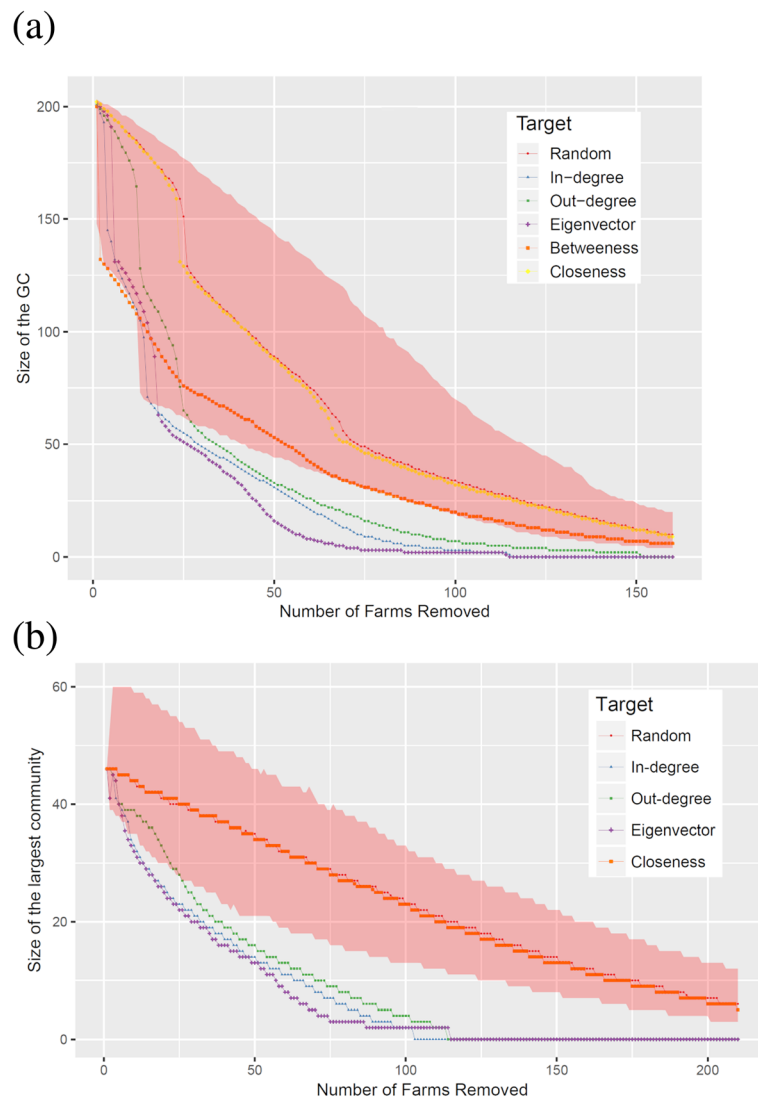 (a)
200
150
100
50
0
Size of the GC
Target
Random
In-degree
Out-degree
Eigenvector
Betweeness
Closeness
0 50 100 150
Number of Farms Removed
(b)
60
40
20
0
Size of the largest community
Target
Random
In-degree
Out-degree
Eigenvector
Closeness
0 50 100 150 200
Number of Farms Removed